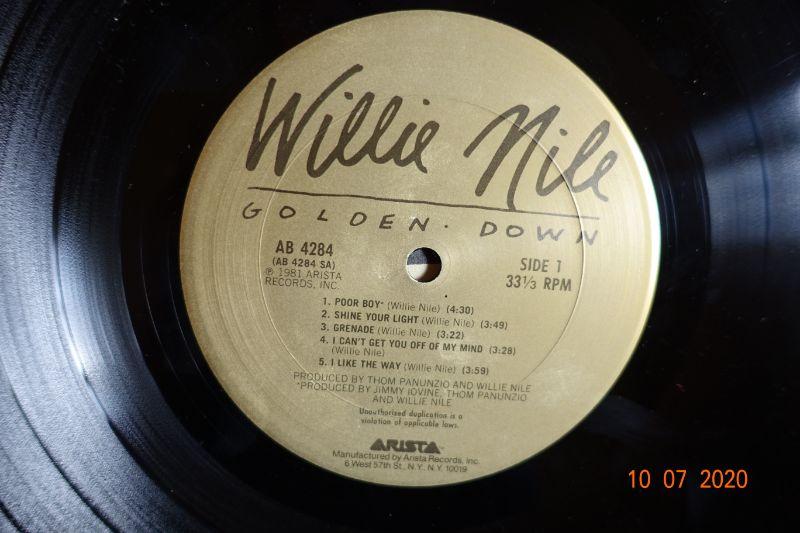 Willie Nile
GOLDEN · DOWN
AB 4284
(AB 4284 SA)
℗ 1981 ARISTA
RECORDS, INC.
SIDE 1
33⅓ RPM
1. POOR BOY* (Willie Nile) (4:30)
2. SHINE YOUR LIGHT (Willie Nile) (3:49)
3. GRENADE (Willie Nile) (3:22)
4. I CAN'T GET YOU OFF OF MY MIND (3:28)
(Willie Nile)
5. I LIKE THE WAY (Willie Nile) (3:59)
PRODUCED BY THOM PANUNZIO AND WILLIE NILE
*PRODUCED BY JIMMY IOVINE, THOM PANUNZIO
AND WILLIE NILE
Unauthorized duplication is a
violation of applicable laws.
ARISTA
Manufactured by Arista Records, Inc.
6 West 57th St., N.Y. N.Y. 10019
10 07 2020